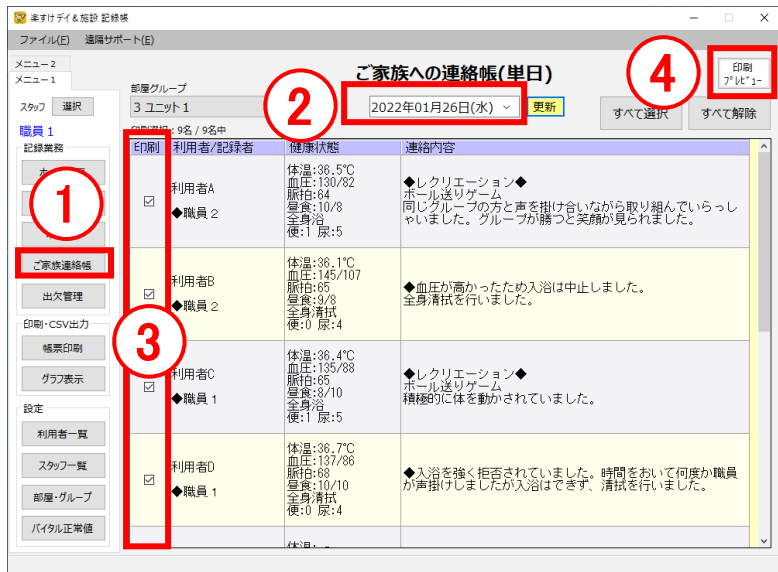 楽すけデイ&施設 記録帳
ファイル(F) 遠隔サポート(E)
メニュー2
メニュー1
スタッフ 選択
職員1
記録業務
ご家族連絡帳
出欠管理
印刷・CSV出力
帳票印刷
グラフ表示
設定
利用者一覧
スタッフ一覧
部屋・グループ
バイタル正常値
ご家族への連絡帳(単日)
部屋グループ
3 ユニット1
2022年01月26日(水)
更新
すべて選択
すべて解除
印刷
プレビュー
1
2
3
4
: 9名 / 9名中
印刷 利用者/記録者 健康状態 連絡内容
利用者A
◆職員2
体温:36.5℃
血圧:130/82
脈拍:64
昼食:10/8
全身浴
便:1 尿:5
◆レクリエーション◆
ボール送りゲーム
同じグループの方と声を掛け合いながら取り組んでいらっし
ゃいました。グループが勝つと笑顔が見られました。
利用者B
◆職員2
体温:36.1℃
血圧:145/107
脈拍:65
昼食:9/8
全身清拭
便:0 尿:4
◆血圧が高かったため入浴は中止しました。
全身清拭を行いました。
利用者C
◆職員1
体温:36.4℃
血圧:135/88
脈拍:65
昼食:8/10
全身浴
便:1 尿:5
◆レクリエーション◆
ボール送りゲーム
積極的に体を動かされていました。
利用者D
◆職員1
体温:36.7℃
血圧:137/86
脈拍:68
昼食:10/10
全身清拭
便:0 尿:4
◆入浴を強く拒否されていました。時間をおいて何度か職員
が声掛けしましたが入浴はできず、清拭を行いました。
体温: -